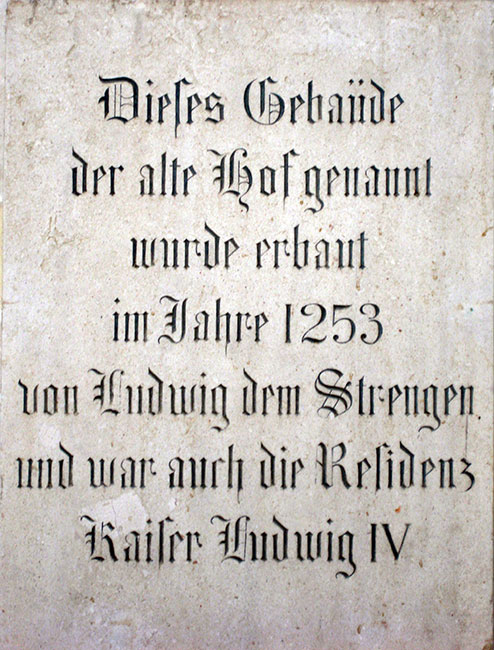 Dieſes Gebäude
der alte Hof genannt
wurde erbaut
im Jahre 1253
von Ludwig dem Strengen
und war auch die Reſidenz
Kaiſer Ludwig IV